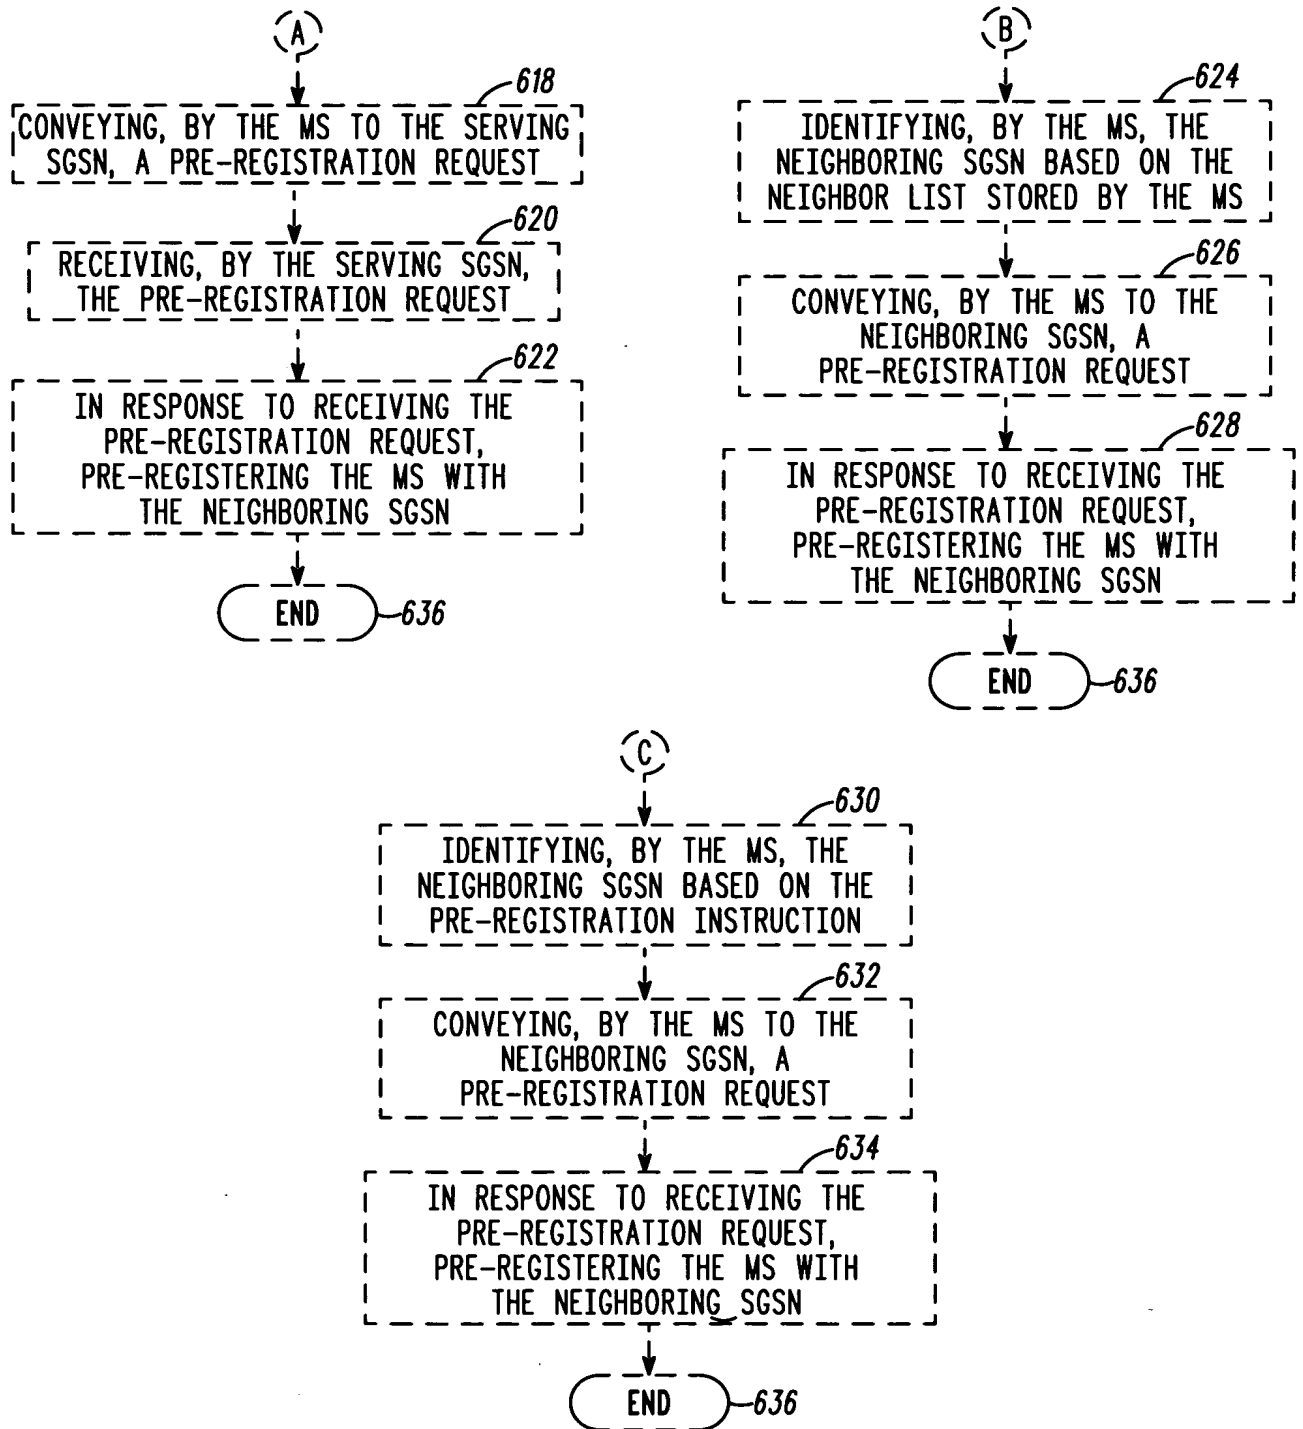 A
618
CONVEYING, BY THE MS TO THE SERVING
SGSN, A PRE-REGISTRATION REQUEST
620
RECEIVING, BY THE SERVING SGSN,
THE PRE-REGISTRATION REQUEST
622
IN RESPONSE TO RECEIVING THE
PRE-REGISTRATION REQUEST,
PRE-REGISTERING THE MS WITH
THE NEIGHBORING SGSN
END
636
B
624
IDENTIFYING, BY THE MS, THE
NEIGHBORING SGSN BASED ON THE
NEIGHBOR LIST STORED BY THE MS
626
CONVEYING, BY THE MS TO THE
NEIGHBORING SGSN, A
PRE-REGISTRATION REQUEST
628
IN RESPONSE TO RECEIVING THE
PRE-REGISTRATION REQUEST,
PRE-REGISTERING THE MS WITH
THE NEIGHBORING SGSN
END
636
C
630
IDENTIFYING, BY THE MS, THE
NEIGHBORING SGSN BASED ON THE
PRE-REGISTRATION INSTRUCTION
632
CONVEYING, BY THE MS TO THE
NEIGHBORING SGSN, A
PRE-REGISTRATION REQUEST
634
IN RESPONSE TO RECEIVING THE
PRE-REGISTRATION REQUEST,
PRE-REGISTERING THE MS WITH
THE NEIGHBORING SGSN
END
636